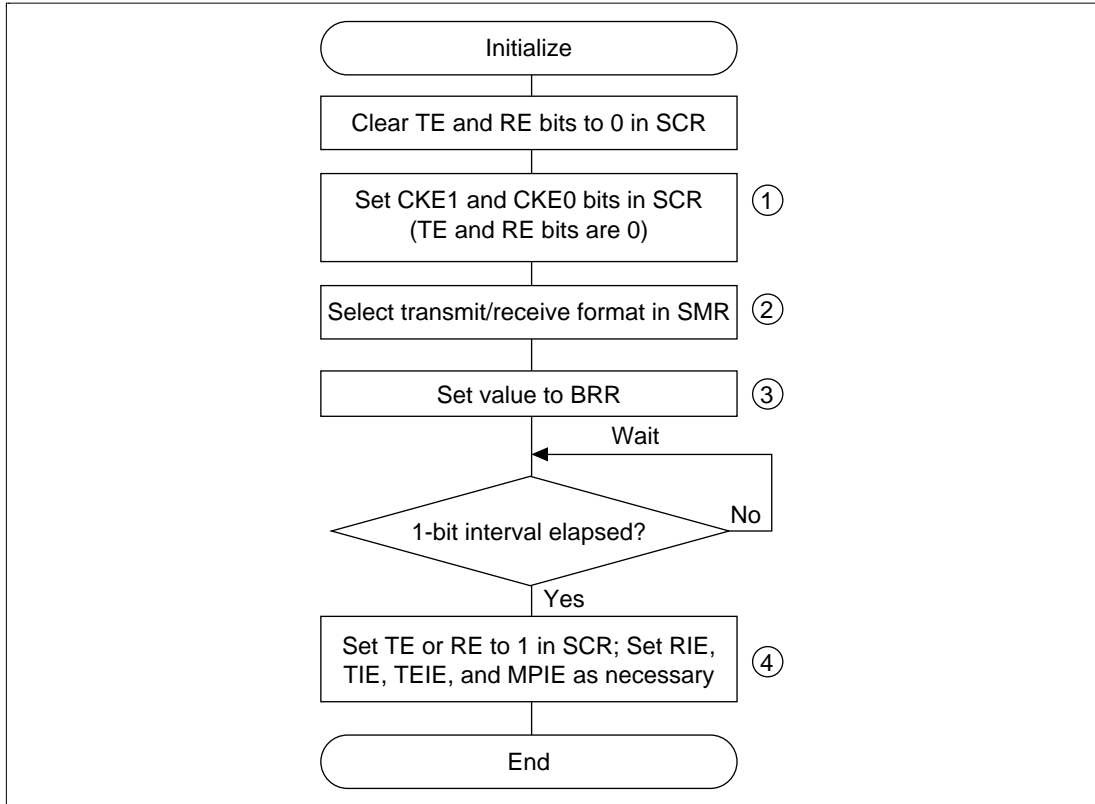 Initialize
Clear TE and RE bits to 0 in SCR
Set CKE1 and CKE0 bits in SCR
(TE and RE bits are 0)
1
Select transmit/receive format in SMR
2
Set value to BRR
3
Wait
1-bit interval elapsed?
No
Yes
Set TE or RE to 1 in SCR; Set RIE,
TIE, TEIE, and MPIE as necessary
4
End